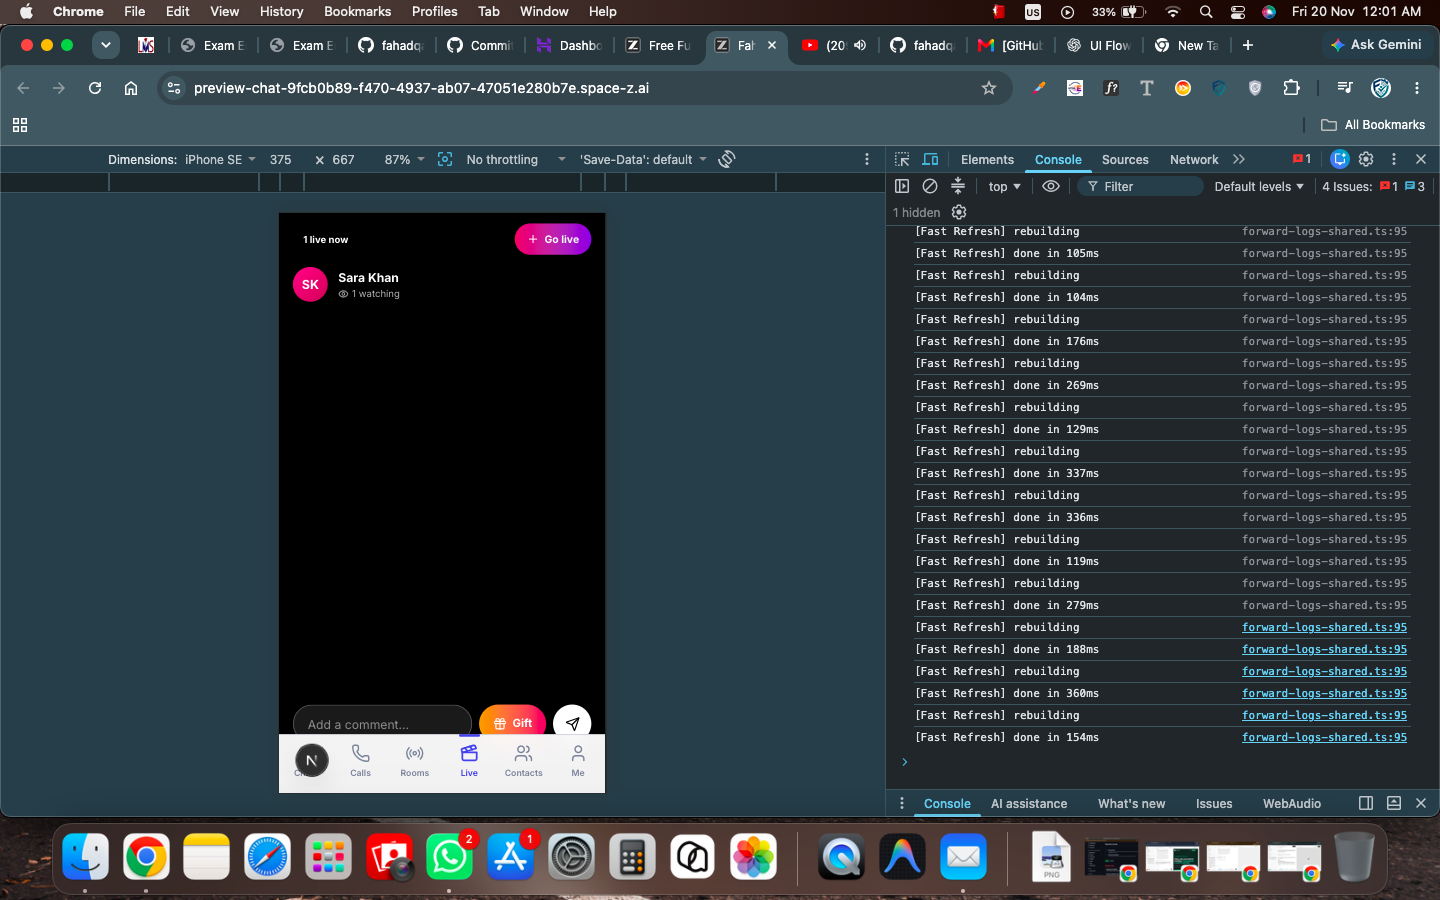 Chrome File Edit View History Bookmarks Profiles Tab Window Help US 33% Fri 20 Nov 12:01 AM
Exam E Exam E fahadq Commit Dashbo Free Fu Fah (20 fahadq [GitHub UI Flow New Ta Ask Gemini
preview-chat-9fcb0b89-f470-4937-ab07-47051e280b7e.space-z.ai
All Bookmarks
Dimensions: iPhone SE 375 × 667 87% No throttling 'Save-Data': default
Elements Console Sources Network 1
top Filter Default levels 4 Issues: 1 3
1 hidden
1 live now
Go live
SK
Sara Khan
1 watching
Add a comment...
Gift
N
Calls
Rooms
Live
Contacts
Me
[Fast Refresh] rebuilding forward-logs-shared.ts:95
[Fast Refresh] done in 105ms forward-logs-shared.ts:95
[Fast Refresh] rebuilding forward-logs-shared.ts:95
[Fast Refresh] done in 104ms forward-logs-shared.ts:95
[Fast Refresh] rebuilding forward-logs-shared.ts:95
[Fast Refresh] done in 176ms forward-logs-shared.ts:95
[Fast Refresh] rebuilding forward-logs-shared.ts:95
[Fast Refresh] done in 269ms forward-logs-shared.ts:95
[Fast Refresh] rebuilding forward-logs-shared.ts:95
[Fast Refresh] done in 129ms forward-logs-shared.ts:95
[Fast Refresh] rebuilding forward-logs-shared.ts:95
[Fast Refresh] done in 337ms forward-logs-shared.ts:95
[Fast Refresh] rebuilding forward-logs-shared.ts:95
[Fast Refresh] done in 336ms forward-logs-shared.ts:95
[Fast Refresh] rebuilding forward-logs-shared.ts:95
[Fast Refresh] done in 119ms forward-logs-shared.ts:95
[Fast Refresh] rebuilding forward-logs-shared.ts:95
[Fast Refresh] done in 279ms forward-logs-shared.ts:95
[Fast Refresh] rebuilding forward-logs-shared.ts:95
[Fast Refresh] done in 188ms forward-logs-shared.ts:95
[Fast Refresh] rebuilding forward-logs-shared.ts:95
[Fast Refresh] done in 360ms forward-logs-shared.ts:95
[Fast Refresh] rebuilding forward-logs-shared.ts:95
[Fast Refresh] done in 154ms forward-logs-shared.ts:95
Console AI assistance What's new Issues WebAudio
2
1
PNG